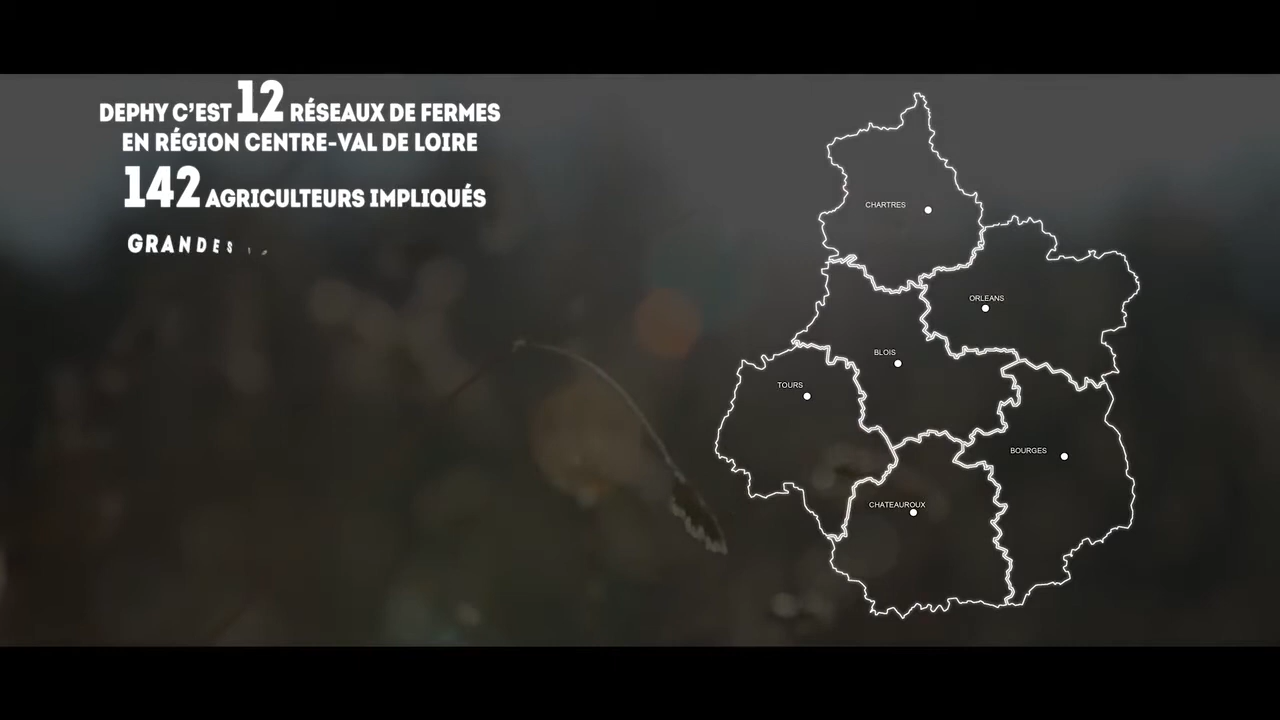 DEPHY C'EST 12 RÉSEAUX DE FERMES
EN RÉGION CENTRE-VAL DE LOIRE
142 AGRICULTEURS IMPLIQUÉS
GRANDES
CHARTRES
ORLEANS
BLOIS
TOURS
BOURGES
CHATEAUROUX